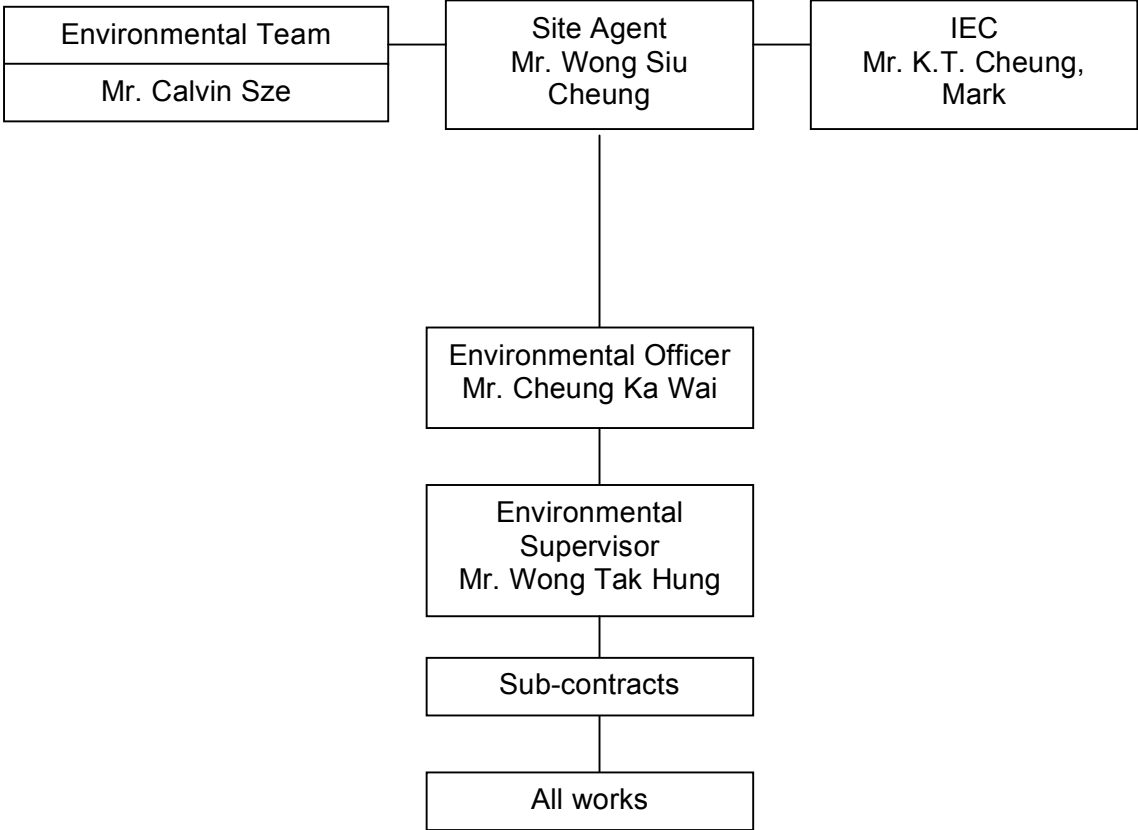 Environmental Team
Mr. Calvin Sze
Site Agent
Mr. Wong Siu
Cheung
IEC
Mr. K.T. Cheung,
Mark
Environmental Officer
Mr. Cheung Ka Wai
Environmental
Supervisor
Mr. Wong Tak Hung
Sub-contracts
All works